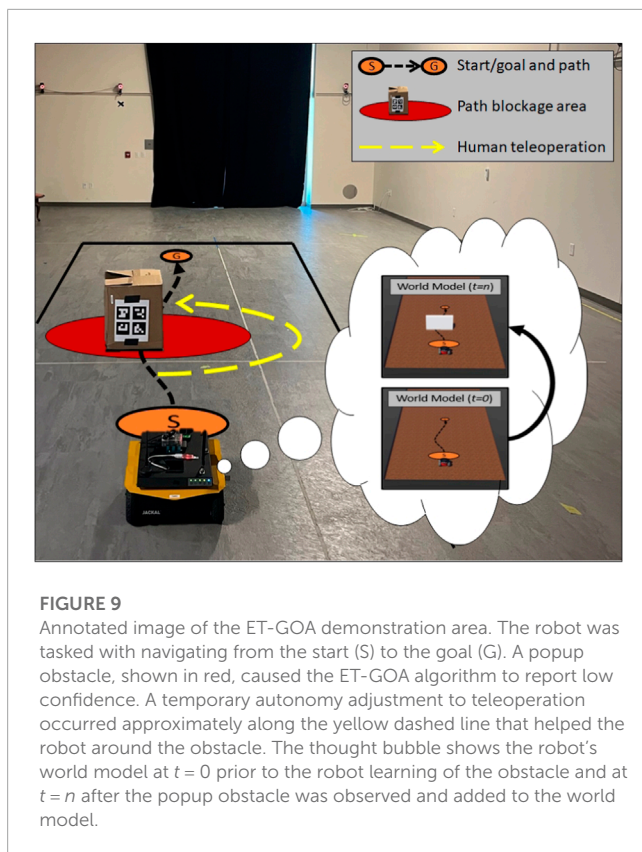 S
G
Start/goal and path
Path blockage area
Human teleoperation
G
World Model (t=n)
S
World Model (t=0)
S
S
JACKAL
FIGURE 9
Annotated image of the ET-GOA demonstration area. The robot was
tasked with navigating from the start (S) to the goal (G). A popup
obstacle, shown in red, caused the ET-GOA algorithm to report low
confidence. A temporary autonomy adjustment to teleoperation
occurred approximately along the yellow dashed line that helped the
robot around the obstacle. The thought bubble shows the robot’s
world model at t = 0 prior to the robot learning of the obstacle and at
t = n after the popup obstacle was observed and added to the world
model.